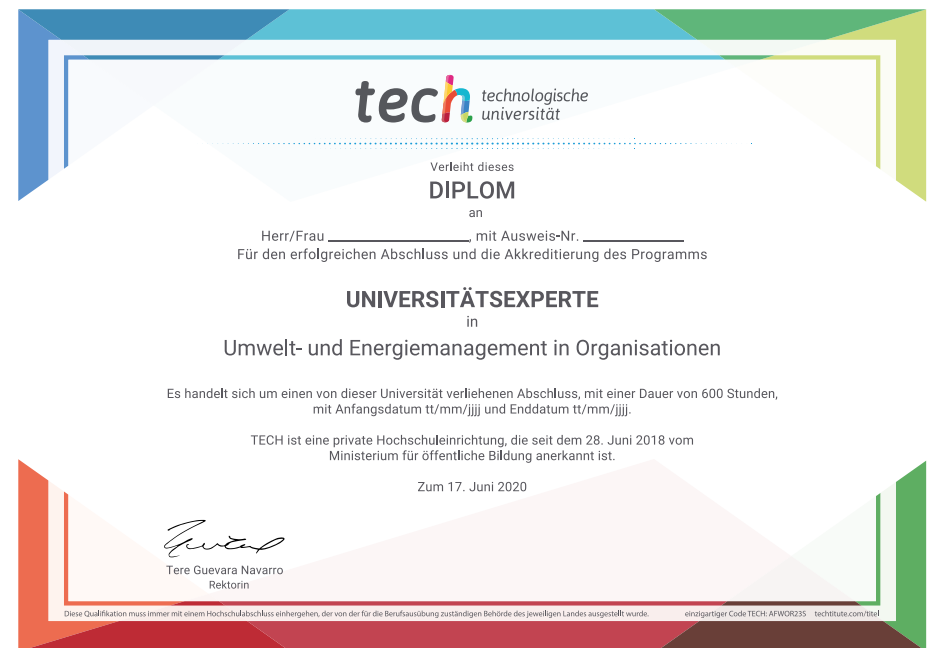 tech technologische
universität
Verleiht dieses
DIPLOM
an
Herr/Frau ____________________, mit Ausweis-Nr. ______________
Für den erfolgreichen Abschluss und die Akkreditierung des Programms
UNIVERSITÄTSEXPERTE
in
Umwelt- und Energiemanagement in Organisationen
Es handelt sich um einen von dieser Universität verliehenen Abschluss, mit einer Dauer von 600 Stunden,
mit Anfangsdatum tt/mm/jjjj und Enddatum tt/mm/jjjj.
TECH ist eine private Hochschuleinrichtung, die seit dem 28. Juni 2018 vom
Ministerium für öffentliche Bildung anerkannt ist.
Zum 17. Juni 2020
Tere Guevara Navarro
Rektorin
Diese Qualifikation muss immer mit einem Hochschulabschluss einhergehen, der von der für die Berufsausübung zuständigen Behörde des jeweiligen Landes ausgestellt wurde. einzigartiger Code TECH: AFWOR23S techtitute.com/titel